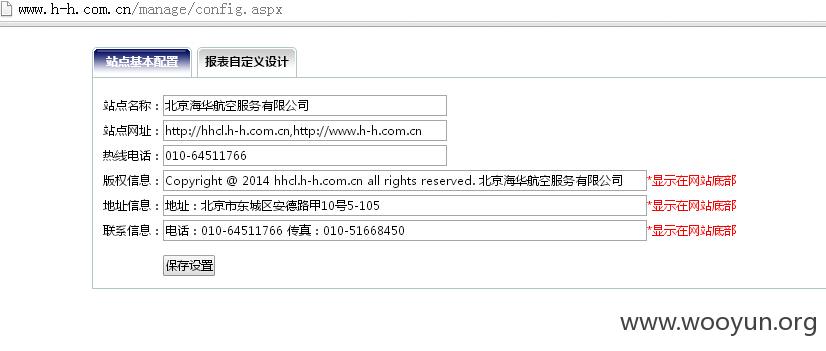 www.h-h.com.cn/manage/config.aspx
站点基本配置 报表自定义设计
站点名称：北京海华航空服务有限公司
站点网址：http://hhcl.h-h.com.cn,http://www.h-h.com.cn
热线电话：010-64511766
版权信息：Copyright @ 2014 hhcl.h-h.com.cn all rights reserved. 北京海华航空服务有限公司 *显示在网站底部
地址信息：地址：北京市东城区安德路甲10号5-105 *显示在网站底部
联系信息：电话：010-64511766 传真：010-51668450 *显示在网站底部
保存设置
www.wooyun.org